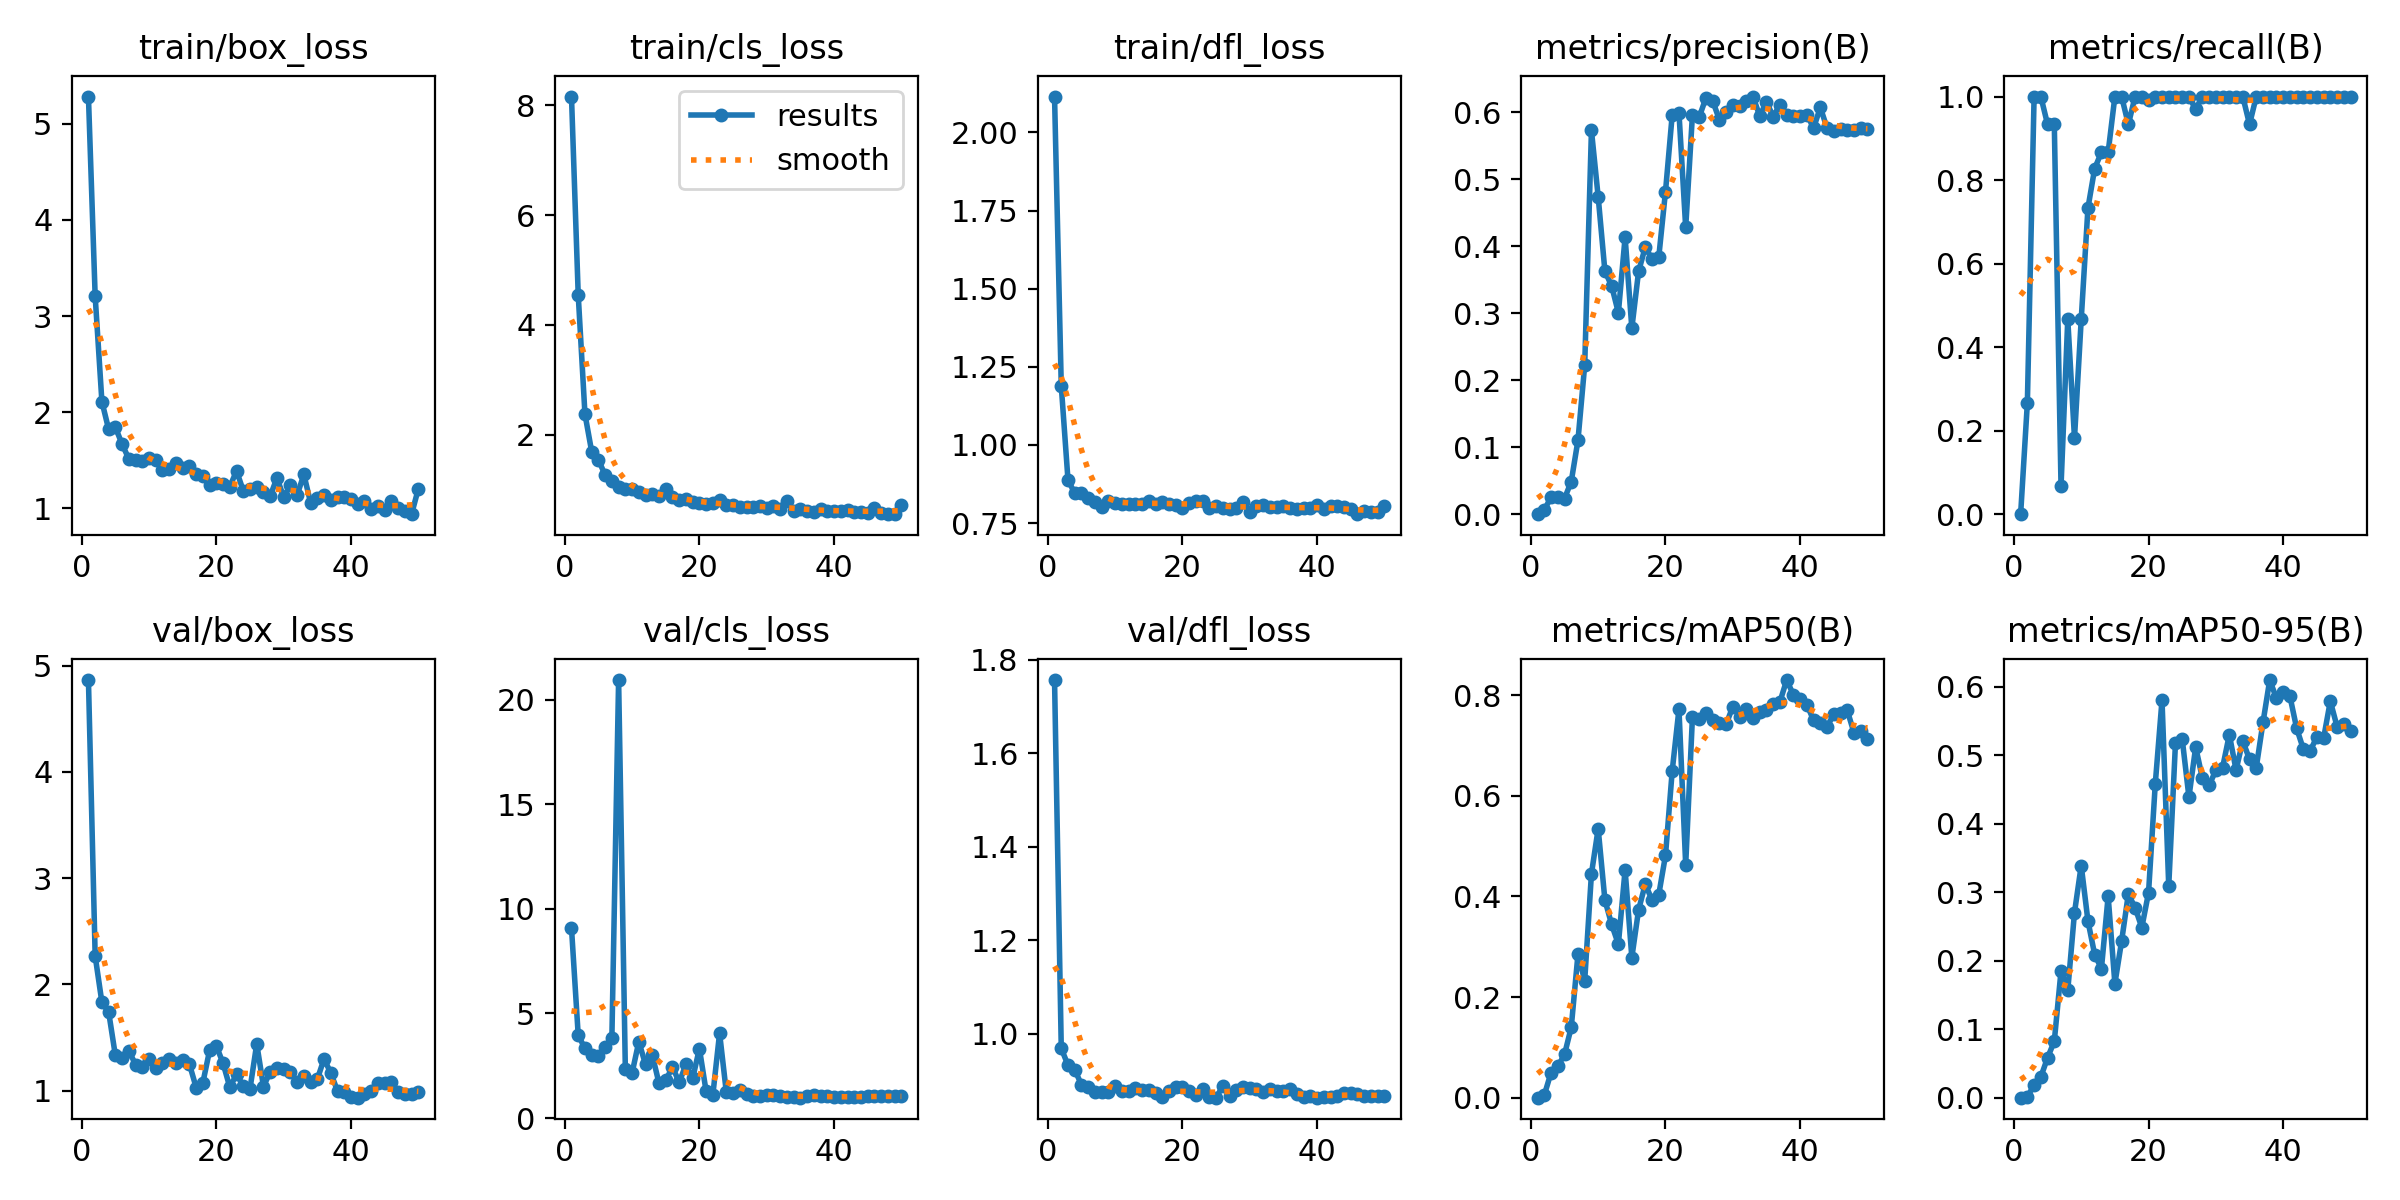 train/box_loss
5
4
3
2
1
0 20 40
train/cls_loss
results
smooth
8
6
4
2
0 20 40
train/dfl_loss
2.00
1.75
1.50
1.25
1.00
0.75
0 20 40
metrics/precision(B)
0.6
0.5
0.4
0.3
0.2
0.1
0.0
0 20 40
metrics/recall(B)
1.0
0.8
0.6
0.4
0.2
0.0
0 20 40
val/box_loss
5
4
3
2
1
0 20 40
val/cls_loss
20
15
10
5
0
0 20 40
val/dfl_loss
1.8
1.6
1.4
1.2
1.0
0 20 40
metrics/mAP50(B)
0.8
0.6
0.4
0.2
0.0
0 20 40
metrics/mAP50-95(B)
0.6
0.5
0.4
0.3
0.2
0.1
0.0
0 20 40